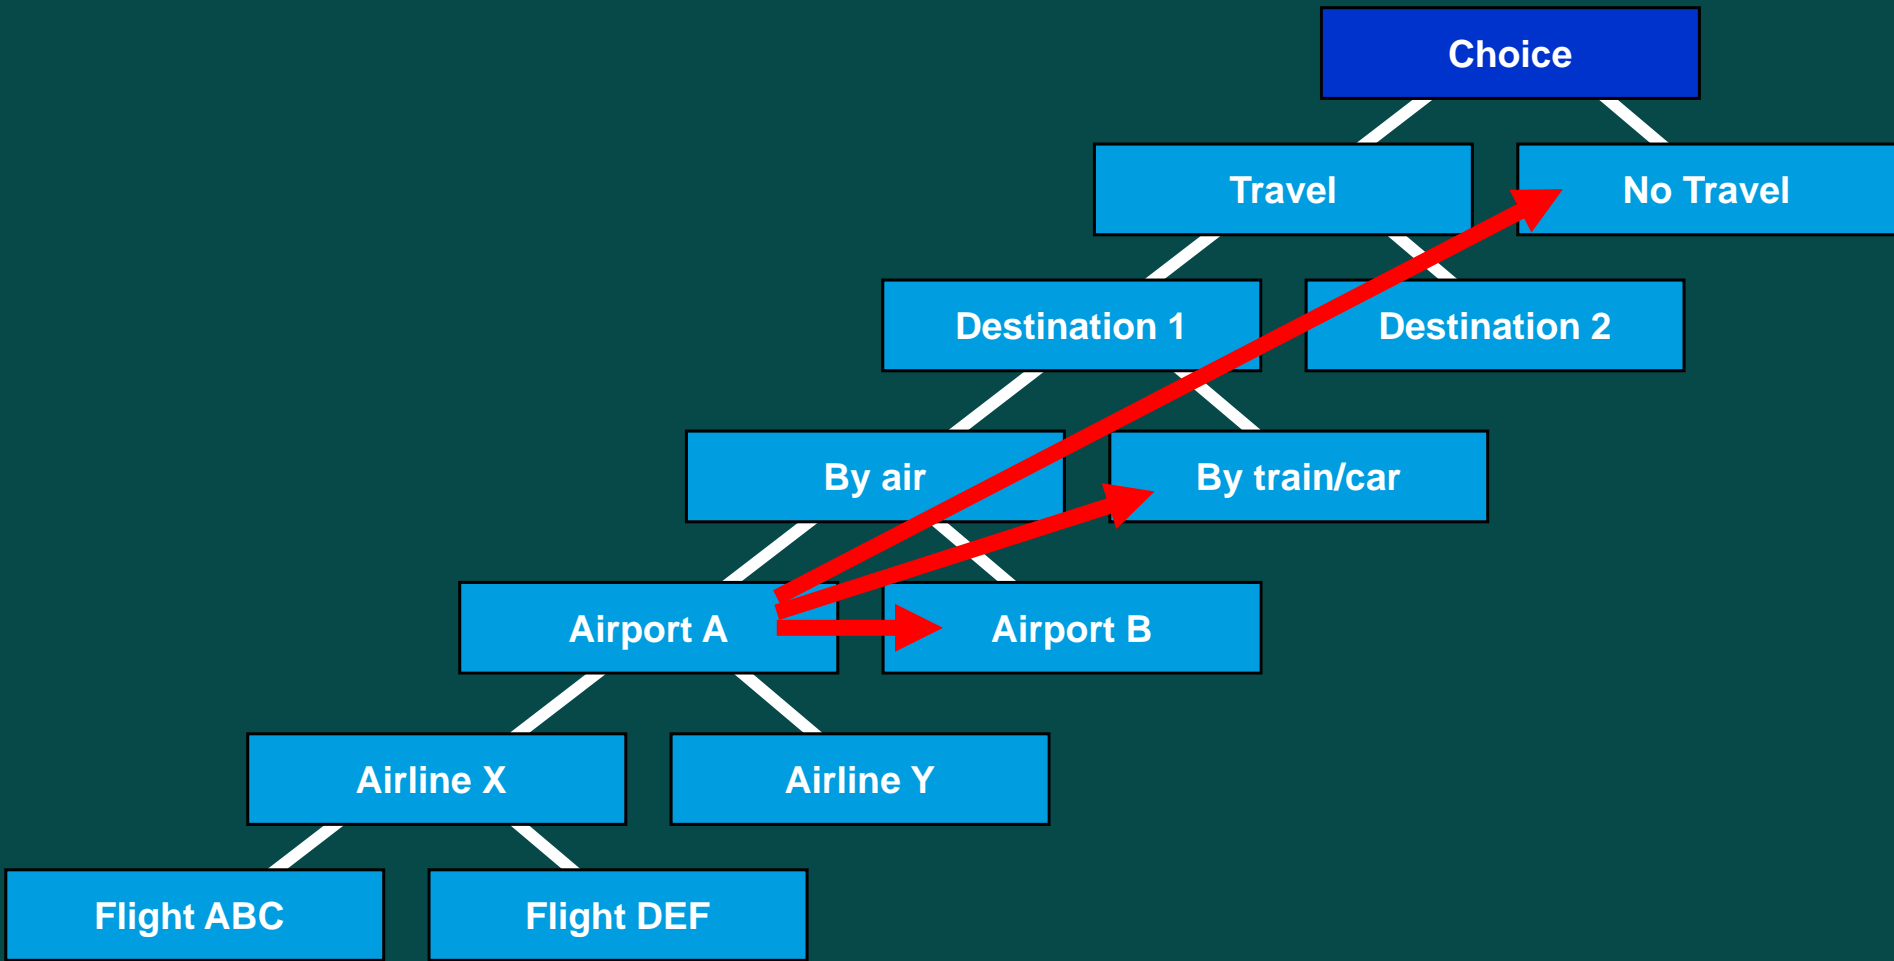 Choice
Travel
No Travel
Destination 1
Destination 2
By air
By train/car
Airport A
Airport B
Airline X
Airline Y
Flight ABC
Flight DEF